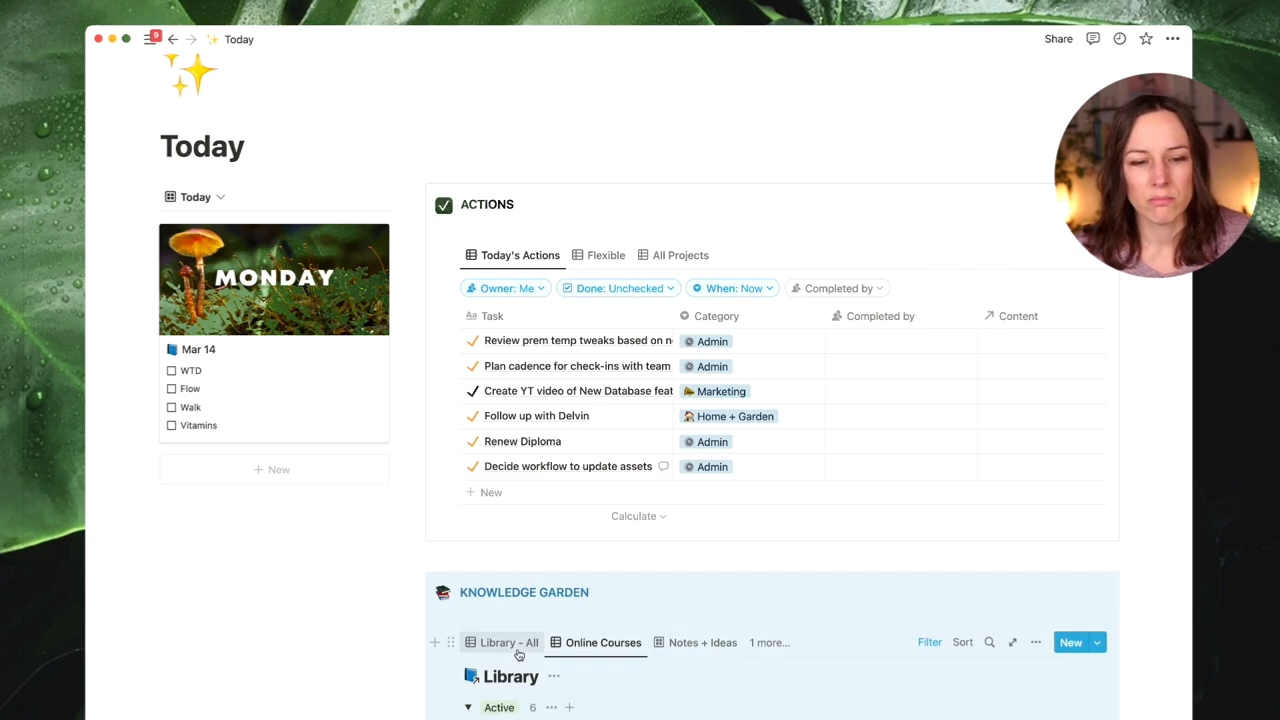 9
Today
Share
Today
Today
MONDAY
Mar 14
WTD
Flow
Walk
Vitamins
+ New
ACTIONS
Today's Actions Flexible All Projects
Owner: Me Done: Unchecked When: Now Completed by
Aa Task Category Completed by Content
Review prem temp tweaks based on n Admin
Plan cadence for check-ins with team Admin
Create YT video of New Database feat Marketing
Follow up with Delvin Home + Garden
Renew Diploma Admin
Decide workflow to update assets Admin
+ New
Calculate
KNOWLEDGE GARDEN
Library - All Online Courses Notes + Ideas 1 more... Filter Sort New
Library
Active 6